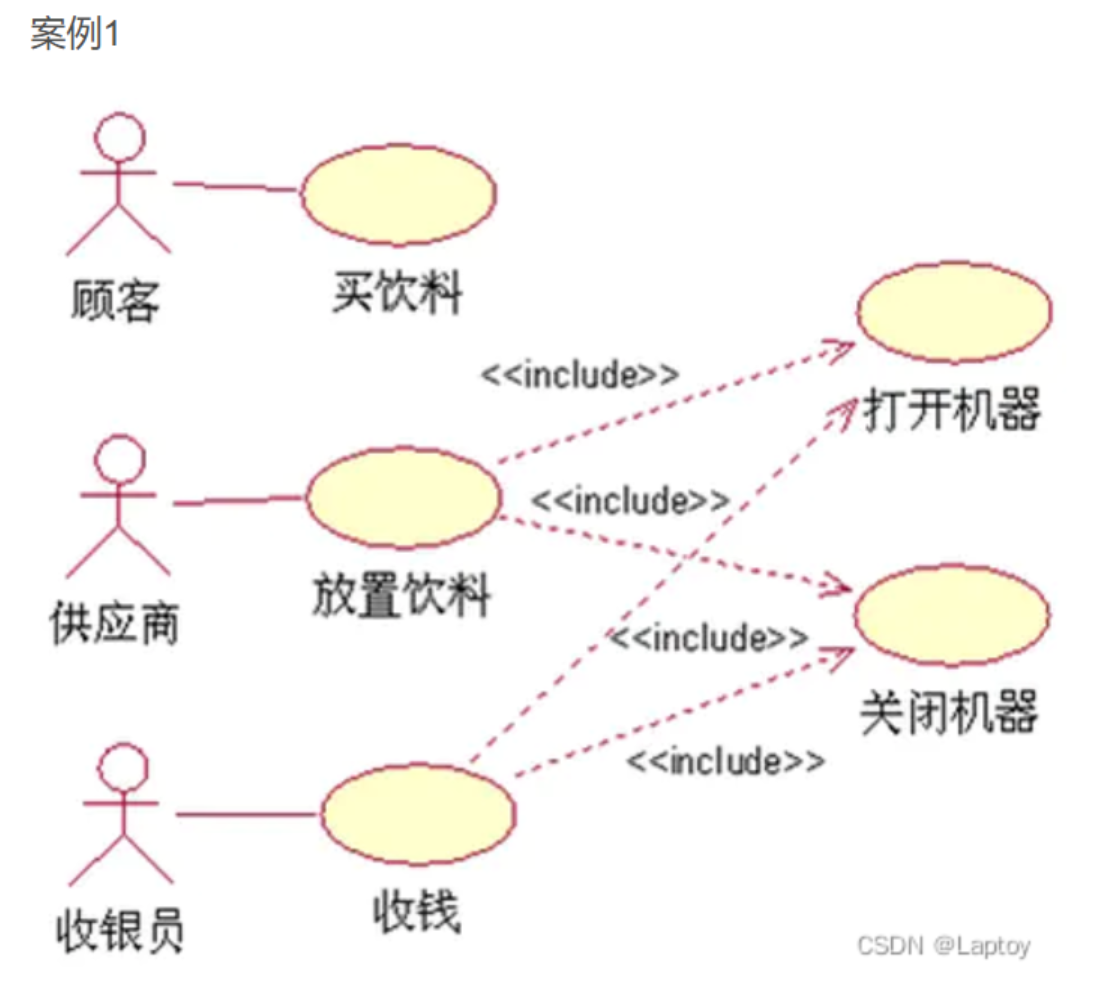 案例1
顾客
买饮料
<<include>>
打开机器
<<include>>
供应商
放置饮料
<<include>>
关闭机器
<<include>>
收银员
收钱
CSDN @Laptoy